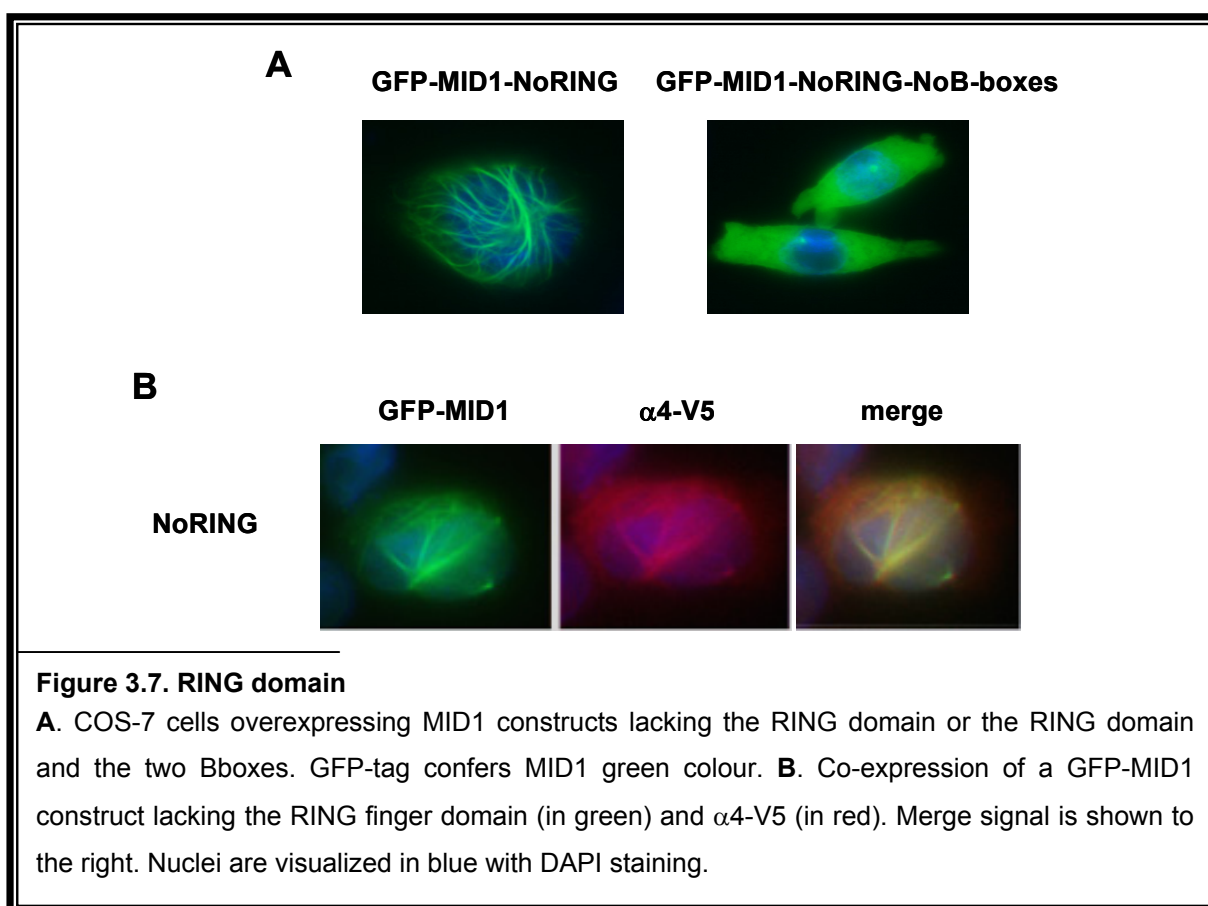 A
GFP-MID1-NoRING GFP-MID1-NoRING-NoB-boxes
B
GFP-MID1 α4-V5 merge
NoRING
Figure 3.7. RING domain
A. COS-7 cells overexpressing MID1 constructs lacking the RING domain or the RING domain
and the two Bboxes. GFP-tag confers MID1 green colour. B. Co-expression of a GFP-MID1
construct lacking the RING finger domain (in green) and α4-V5 (in red). Merge signal is shown to
the right. Nuclei are visualized in blue with DAPI staining.